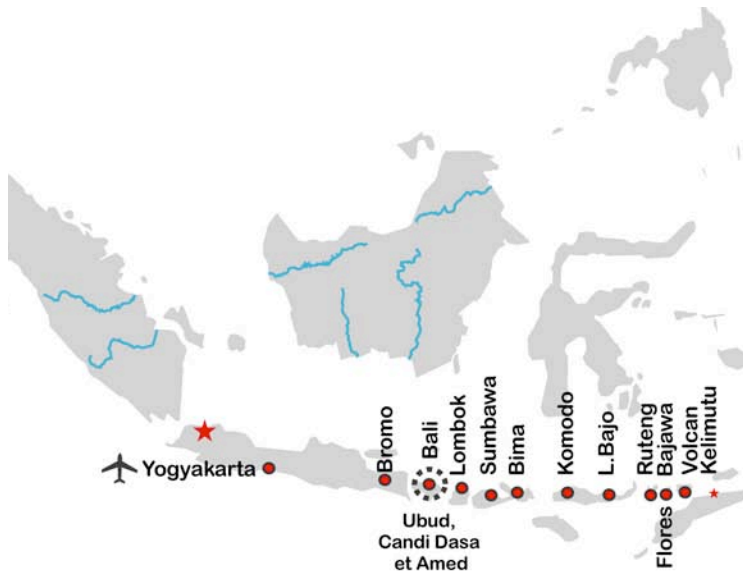 Yogyakarta
Bromo
Bali
Lombok
Sumbawa
Bima
Komodo
L.Bajo
Ruteng
Bajawa
Volcan
Kelimutu
Flores
Ubud,
Candi Dasa
et Amed